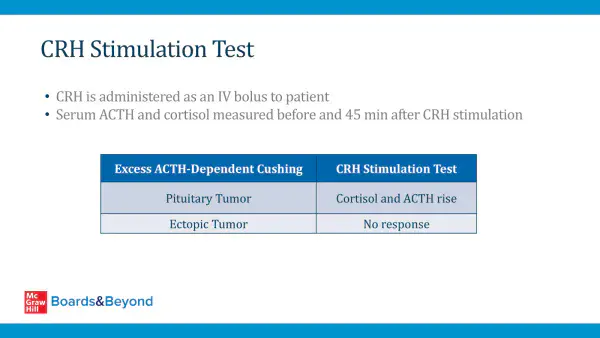 CRH Stimulation Test
• CRH is administered as an IV bolus to patient
• Serum ACTH and cortisol measured before and 45 min after CRH stimulation
Excess ACTH-Dependent Cushing CRH Stimulation Test
Pituitary Tumor Cortisol and ACTH rise
Ectopic Tumor No response
Mc
Graw
Hill
Boards&Beyond